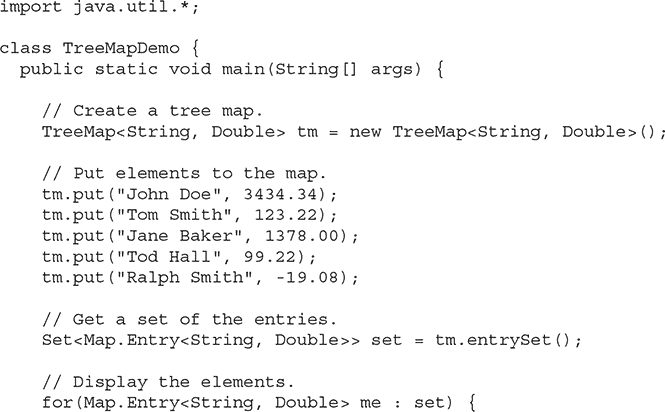 import java.util.*;

class TreeMapDemo {
  public static void main(String[] args) {

    // Create a tree map.
    TreeMap<String, Double> tm = new TreeMap<String, Double>();

    // Put elements to the map.
    tm.put("John Doe", 3434.34);
    tm.put("Tom Smith", 123.22);
    tm.put("Jane Baker", 1378.00);
    tm.put("Tod Hall", 99.22);
    tm.put("Ralph Smith", -19.08);

    // Get a set of the entries.
    Set<Map.Entry<String, Double>> set = tm.entrySet();

    // Display the elements.
    for(Map.Entry<String, Double> me : set) {